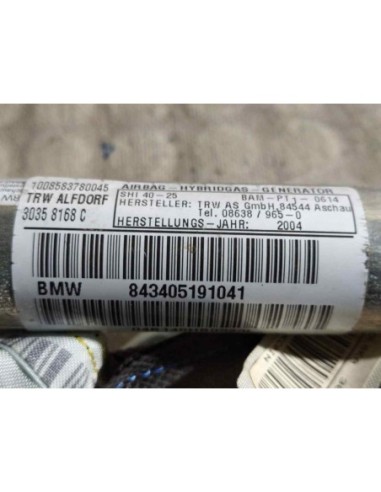 1008583780045
TRW ALFDORF
3035 8168 C
AIRBAG-HYBRIDGAS-GENERATOR
SHI 40-25 BAM-PT1-0614
HERSTELLER: TRW AS GmbH,84544 Aschau
Tel. 08638 / 965-0
HERSTELLUNGS-JAHR: 2004
BMW 843405191041